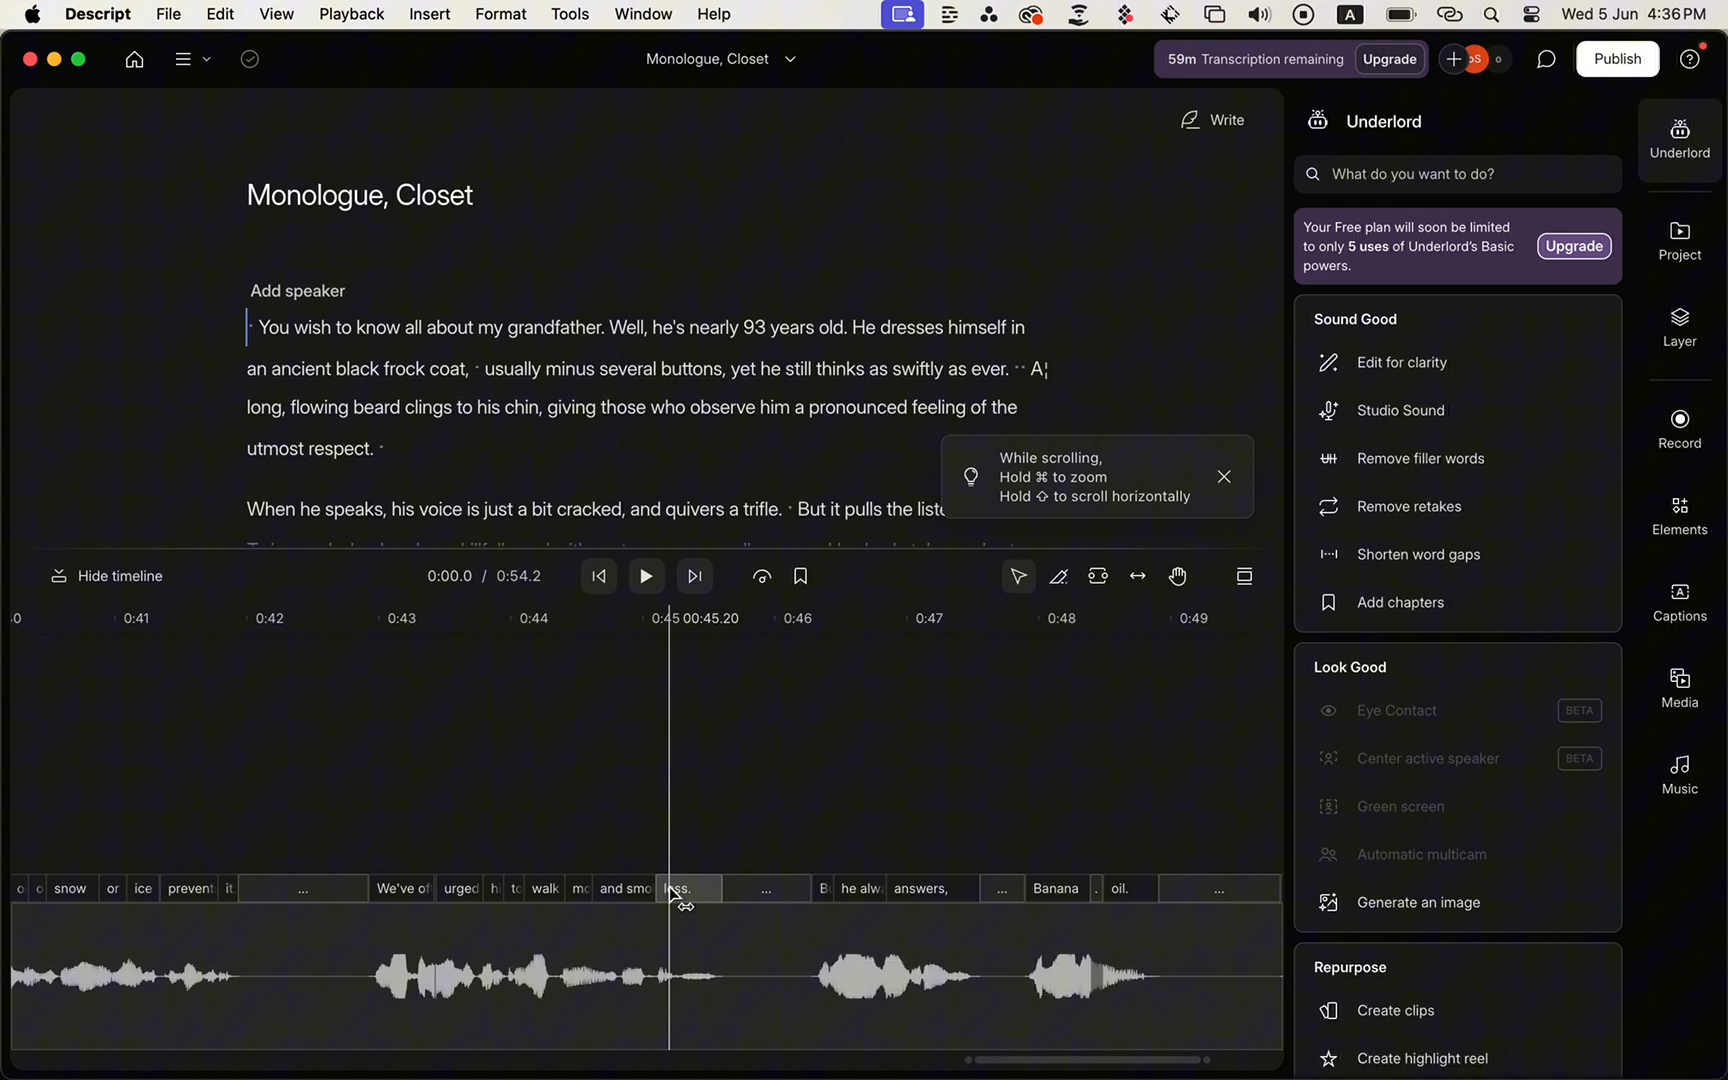 Descript File Edit View Playback Insert Format Tools Window Help A Wed 5 Jun 4:36 PM
Monologue, Closet
59m Transcription remaining Upgrade
Publish
Write
Monologue, Closet
Add speaker
You wish to know all about my grandfather. Well, he's nearly 93 years old. He dresses himself in
an ancient black frock coat, usually minus several buttons, yet he still thinks as swiftly as ever. A
long, flowing beard clings to his chin, giving those who observe him a pronounced feeling of the
utmost respect.
When he speaks, his voice is just a bit cracked, and quivers a trifle. But it pulls the liste
While scrolling,
Hold ⌘ to zoom
Hold ⇧ to scroll horizontally
Hide timeline
0:00.0 / 0:54.2
:0 0:41 0:42 0:43 0:44 0:45 00:45.20 0:46 0:47 0:48 0:49
o o snow or ice prevent it. ... We've of urged hi to walk mo and smo less. ... B he alw answers, ... Banana . oil. ...
Underlord
What do you want to do?
Your Free plan will soon be limited
to only 5 uses of Underlord's Basic
powers.
Upgrade
Sound Good
Edit for clarity
Studio Sound
Remove filler words
Remove retakes
Shorten word gaps
Add chapters
Look Good
Eye Contact BETA
Center active speaker BETA
Green screen
Automatic multicam
Generate an image
Repurpose
Create clips
Create highlight reel
Underlord
Project
Layer
Record
Elements
Captions
Media
Music